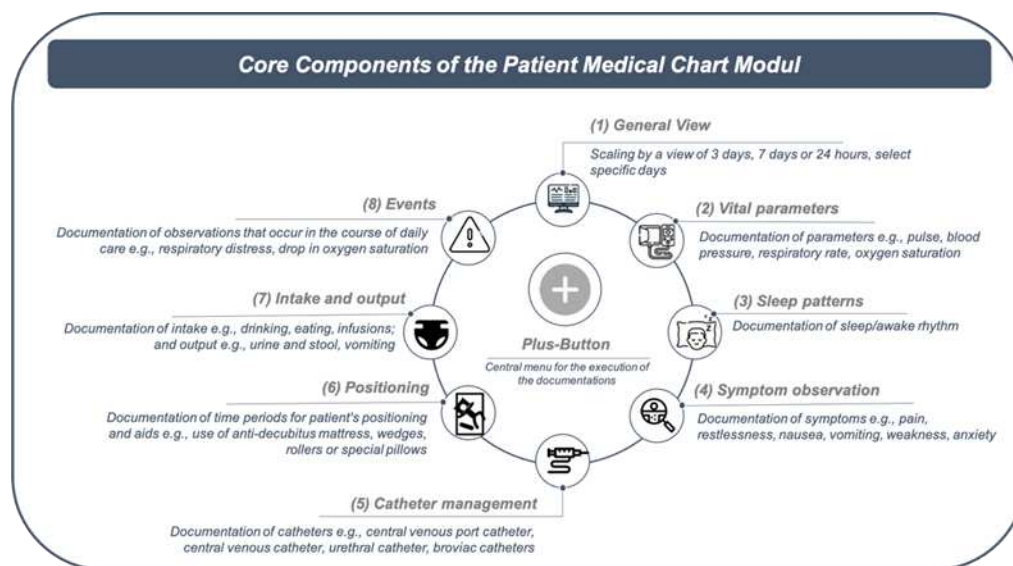 Core Components of the Patient Medical Chart Modul
(1) General View
Scaling by a view of 3 days, 7 days or 24 hours, select
specific days
(2) Vital parameters
Documentation of parameters e.g., pulse, blood
pressure, respiratory rate, oxygen saturation
(3) Sleep patterns
Documentation of sleep/awake rhythm
(4) Symptom observation
Documentation of symptoms e.g., pain,
restlessness, nausea, vomiting, weakness, anxiety
(5) Catheter management
Documentation of catheters e.g., central venous port catheter,
central venous catheter, urethral catheter, broviac catheters
(6) Positioning
Documentation of time periods for patient's positioning
and aids e.g., use of anti-decubitus mattress, wedges,
rollers or special pillows
(7) Intake and output
Documentation of intake e.g., drinking, eating, infusions;
and output e.g., urine and stool, vomiting
(8) Events
Documentation of observations that occur in the course of daily
care e.g., respiratory distress, drop in oxygen saturation
Plus-Button
Central menu for the execution of
the documentations